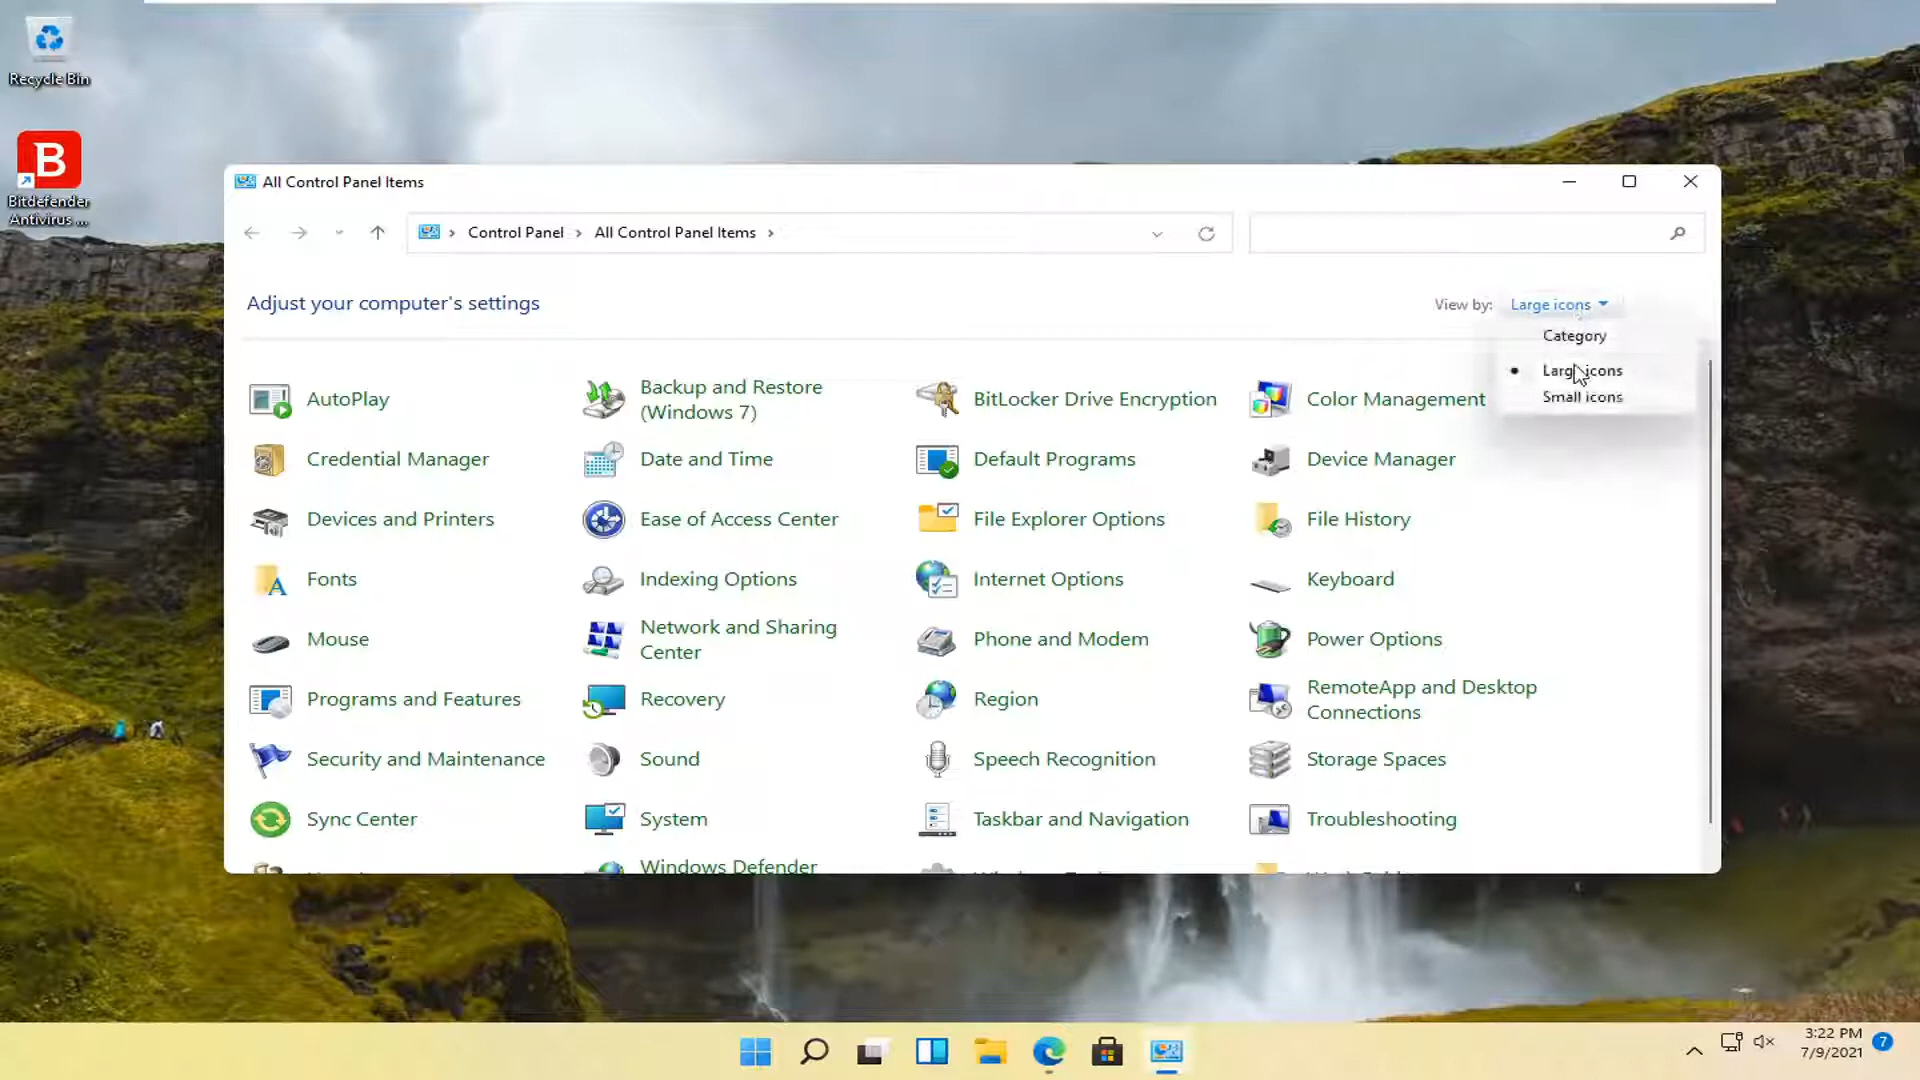 Recycle Bin
B
Bitdefender
Antivirus ...
All Control Panel Items
Control Panel
All Control Panel Items
Adjust your computer's settings
View by:
Large icons
Category
Large icons
Small icons
AutoPlay
Backup and Restore
(Windows 7)
BitLocker Drive Encryption
Color Management
Credential Manager
Date and Time
Default Programs
Device Manager
Devices and Printers
Ease of Access Center
File Explorer Options
File History
Fonts
Indexing Options
Internet Options
Keyboard
Mouse
Network and Sharing
Center
Phone and Modem
Power Options
Programs and Features
Recovery
Region
RemoteApp and Desktop
Connections
Security and Maintenance
Sound
Speech Recognition
Storage Spaces
Sync Center
System
Taskbar and Navigation
Troubleshooting
Windows Defender
3:22 PM
7/9/2021
7